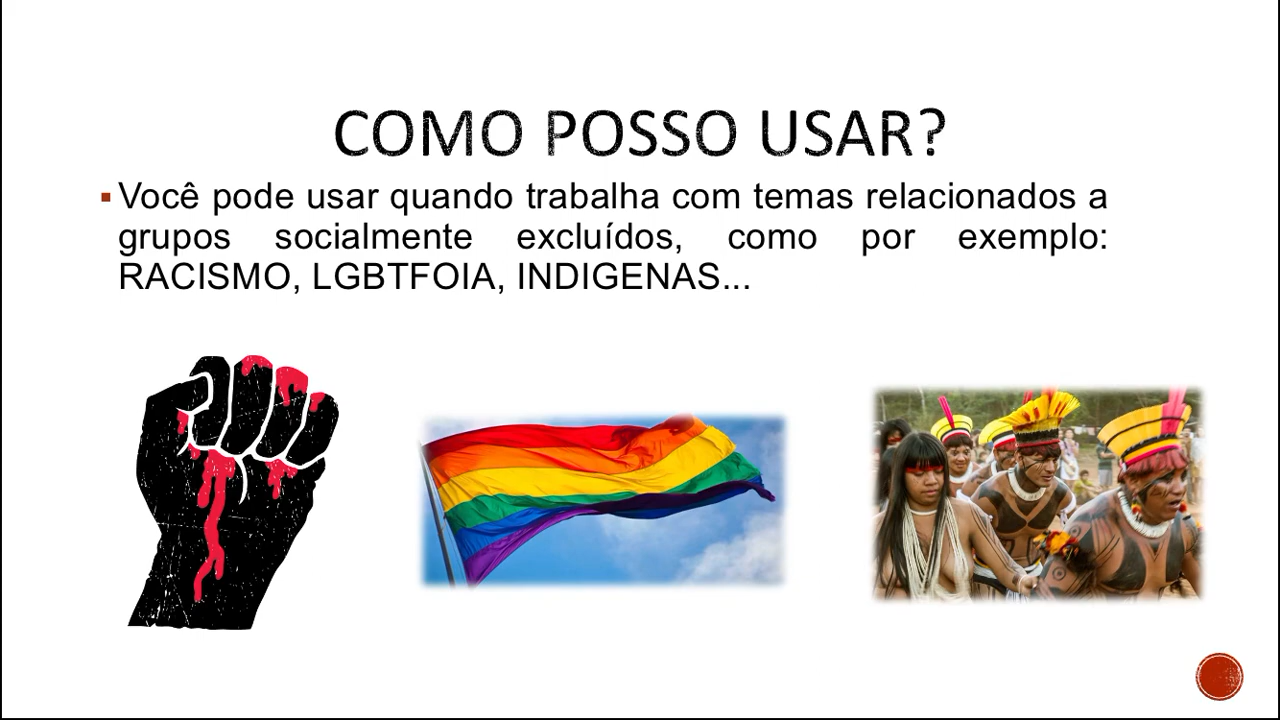 COMO POSSO USAR?
Você pode usar quando trabalha com temas relacionados a
grupos socialmente excluídos, como por exemplo:
RACISMO, LGBTFOIA, INDIGENAS...